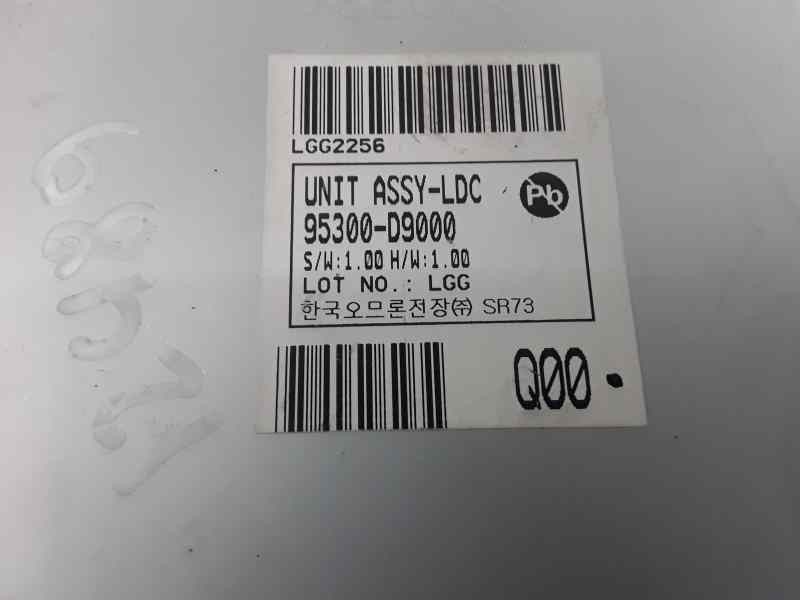 LGG2256
UNIT ASSY-LDC
Pb
95300-D9000
S/W:1.00 H/W:1.00
LOT NO.: LGG
한국오므론전장㈜ SR73
Q00.